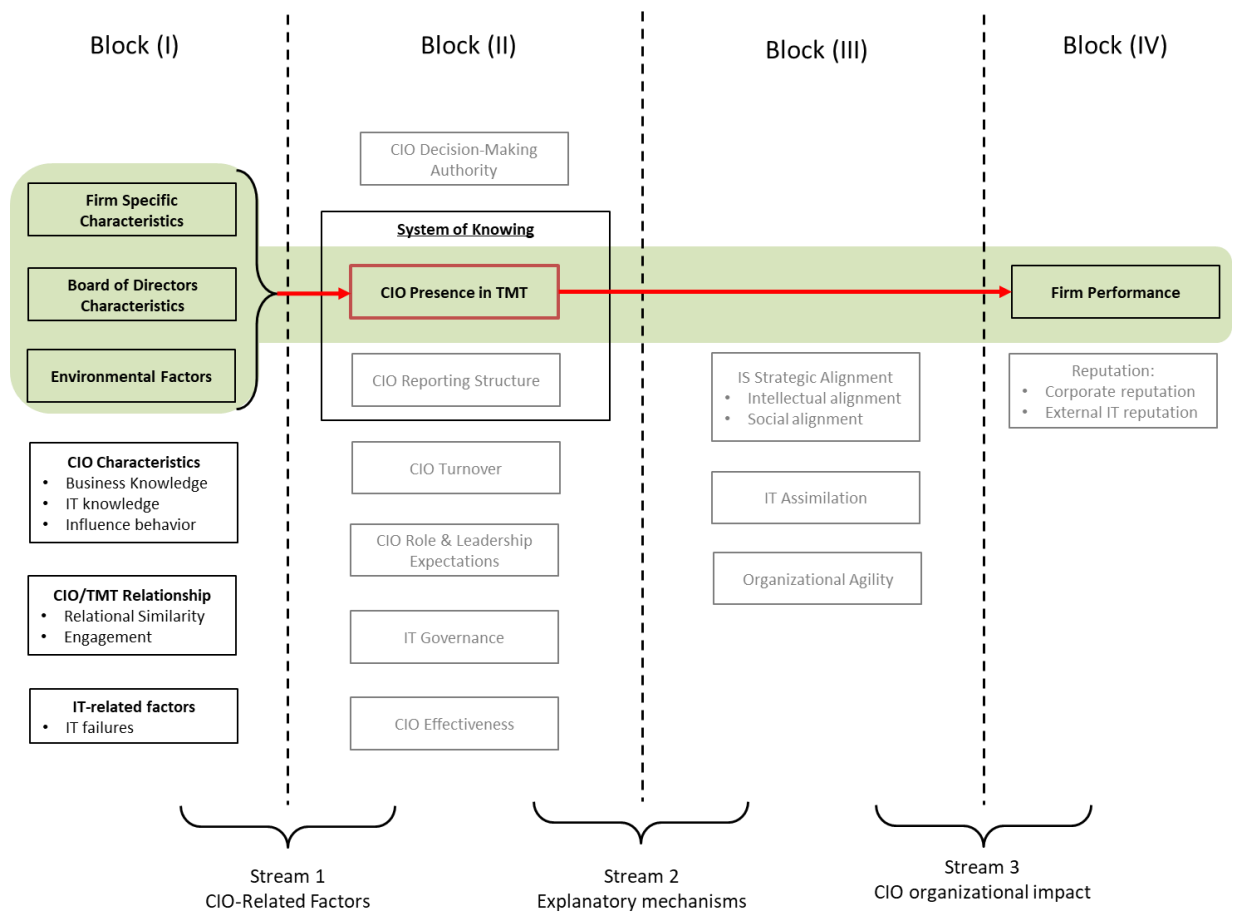 Block (I)
Block (II)
Block (III)
Block (IV)
Firm Specific
Characteristics
Board of Directors
Characteristics
Environmental Factors
CIO Characteristics
• Business Knowledge
• IT knowledge
• Influence behavior
CIO/TMT Relationship
• Relational Similarity
• Engagement
IT-related factors
• IT failures
CIO Decision-Making
Authority
System of Knowing
CIO Presence in TMT
CIO Reporting Structure
CIO Turnover
CIO Role & Leadership
Expectations
IT Governance
CIO Effectiveness
IS Strategic Alignment
• Intellectual alignment
• Social alignment
IT Assimilation
Organizational Agility
Firm Performance
Reputation:
• Corporate reputation
• External IT reputation
Stream 1
CIO-Related Factors
Stream 2
Explanatory mechanisms
Stream 3
CIO organizational impact